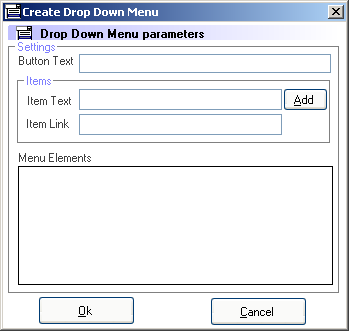 Create Drop Down Menu
Drop Down Menu parameters
Settings
Button Text
Items
Item Text
Add
Item Link
Menu Elements
Ok
Cancel